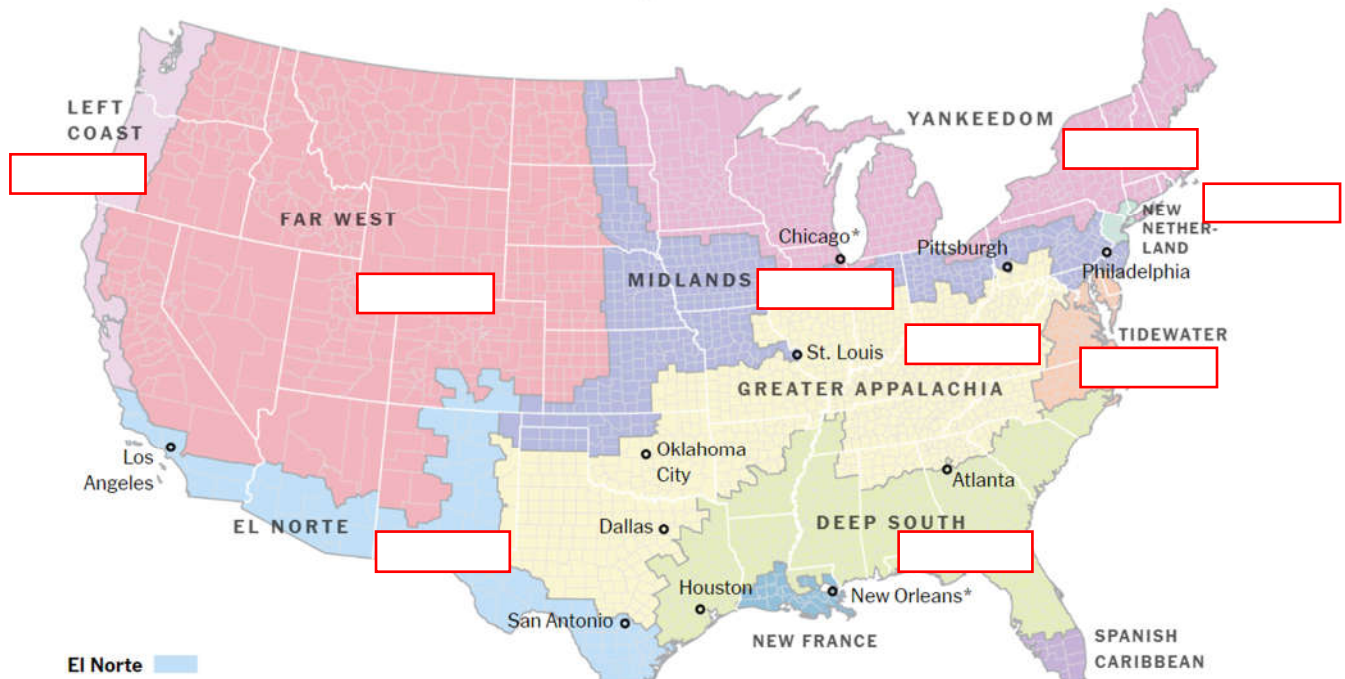 LEFT
COAST
YANKEEDOM
FAR WEST
NEW
NETHER-
LAND
Chicago*
Pittsburgh
MIDLANDS
Philadelphia
TIDEWATER
St. Louis
GREATER APPALACHIA
Los
Angeles
Oklahoma
City
Atlanta
EL NORTE
Dallas
DEEP SOUTH
Houston
New Orleans*
San Antonio
NEW FRANCE
SPANISH
CARIBBEAN
El Norte